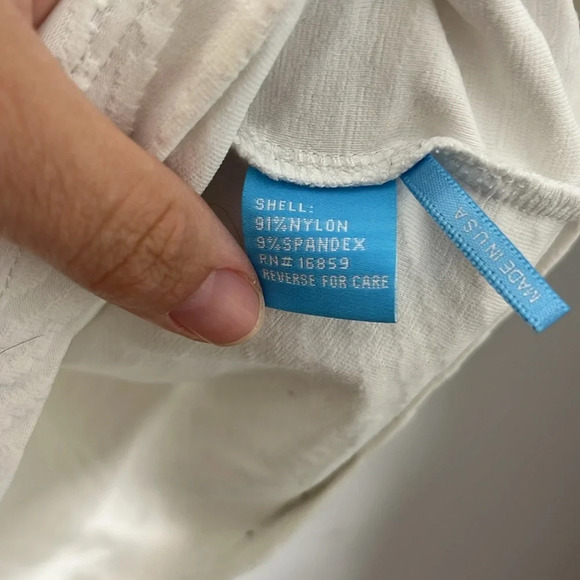 SHELL:
91%NYLON
9%SPANDEX
RN# 16859
REVERSE FOR CARE
MADE IN USA